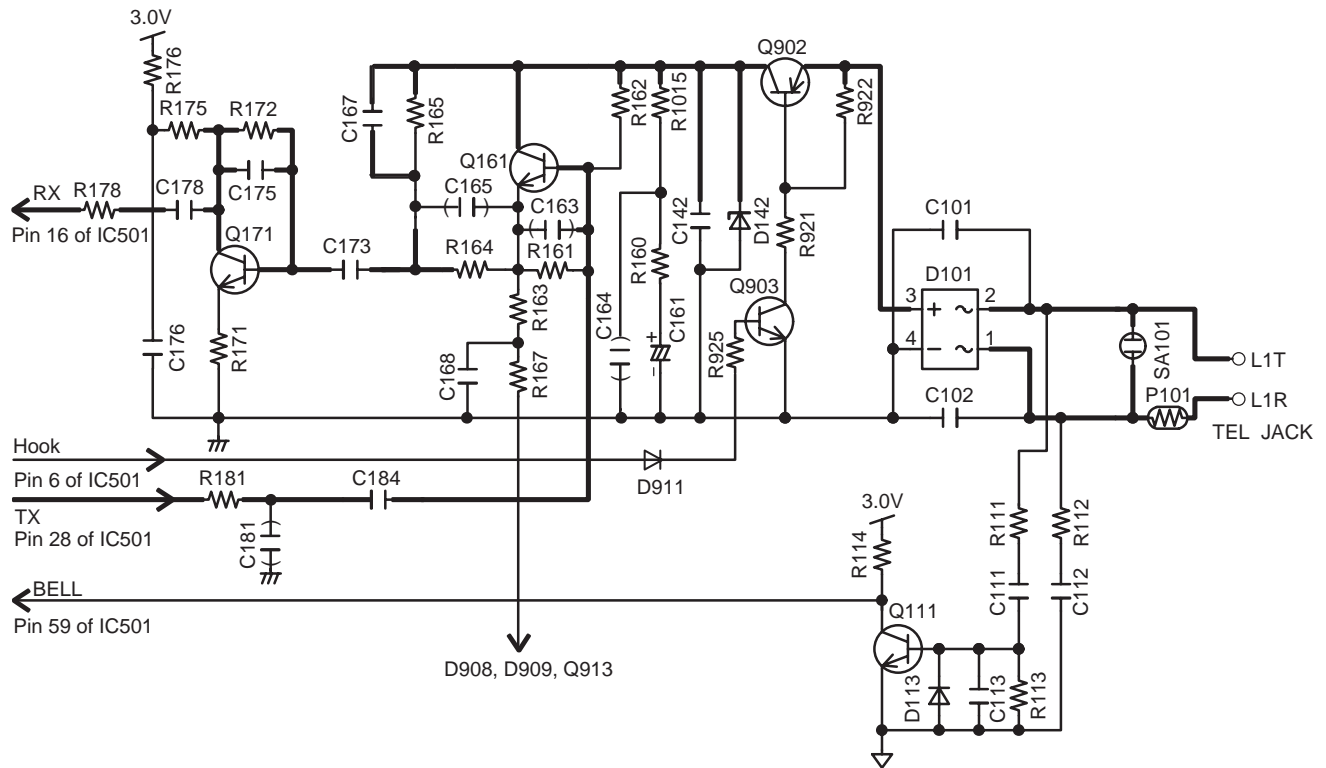 3.0V
Q902
R176
R175
R172
C167
R165
R162
R1015
R922
Q161
C175
C165
RX
R178
C178
C163
C142
D142
R921
C101
Pin 16 of IC501
Q171
C173
R164
R161
R160
Q903
D101
3
+
~
2
4
−
~
1
R163
C164
C161
+
−
R925
SA101
C176
R171
C168
R167
L1T
C102
P101
L1R
TEL JACK
Hook
Pin 6 of IC501
D911
R181
C184
TX
Pin 28 of IC501
C181
3.0V
R114
R111
R112
BELL
Pin 59 of IC501
C111
C112
Q111
D908, D909, Q913
D113
C113
R113